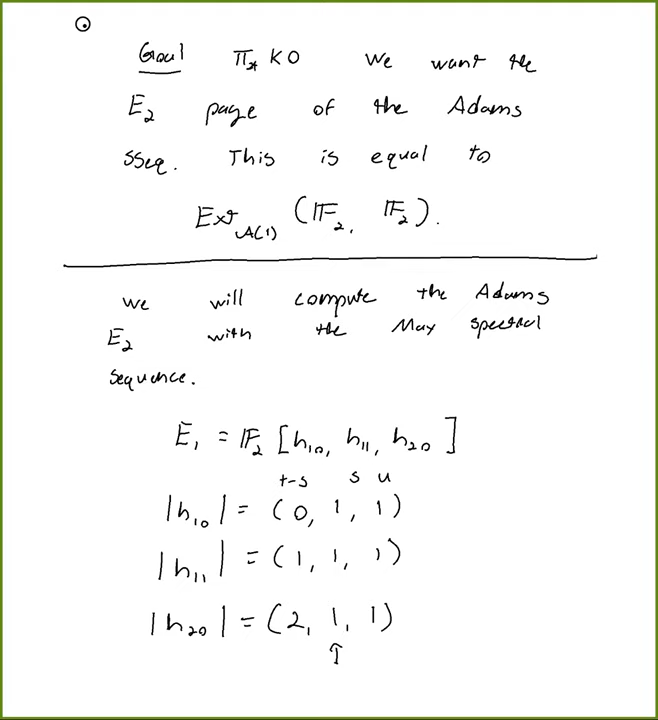 Goal π_* KO we want the
E_2 page of the Adams
sseq. This is equal to
Ext_{A(1)} (𝔽_2, 𝔽_2).
we will compute the Adams
E_2 with the May spectral
sequence.
E_1 = 𝔽_2 [h_{10}, h_{11}, h_{20}]
t-s s u
|h_{10}| = (0, 1, 1)
|h_{11}| = (1, 1, 1)
|h_{20}| = (2, 1, 1)
↑